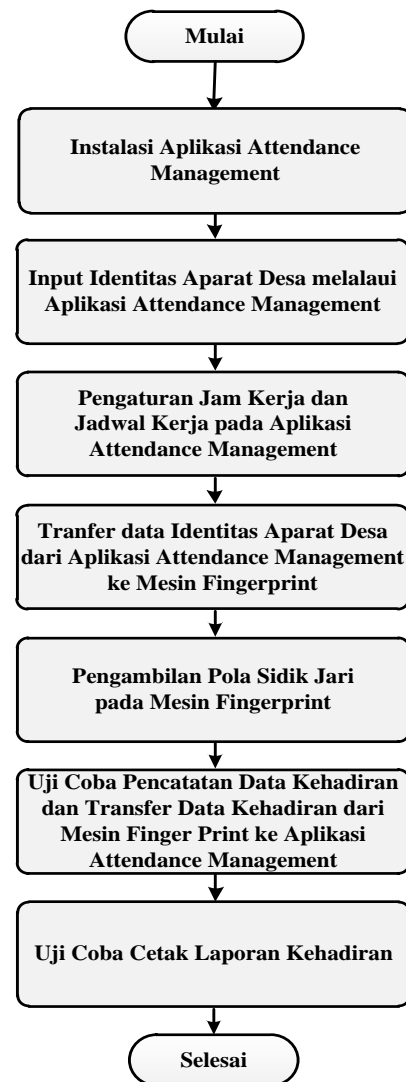 Mulai
Instalasi Aplikasi Attendance
Management
Input Identitas Aparat Desa melalaui
Aplikasi Attendance Management
Pengaturan Jam Kerja dan
Jadwal Kerja pada Aplikasi
Attendance Management
Tranfer data Identitas Aparat Desa
dari Aplikasi Attendance Management
ke Mesin Fingerprint
Pengambilan Pola Sidik Jari
pada Mesin Fingerprint
Uji Coba Pencatatan Data Kehadiran
dan Transfer Data Kehadiran dari
Mesin Finger Print ke Aplikasi
Attendance Management
Uji Coba Cetak Laporan Kehadiran
Selesai